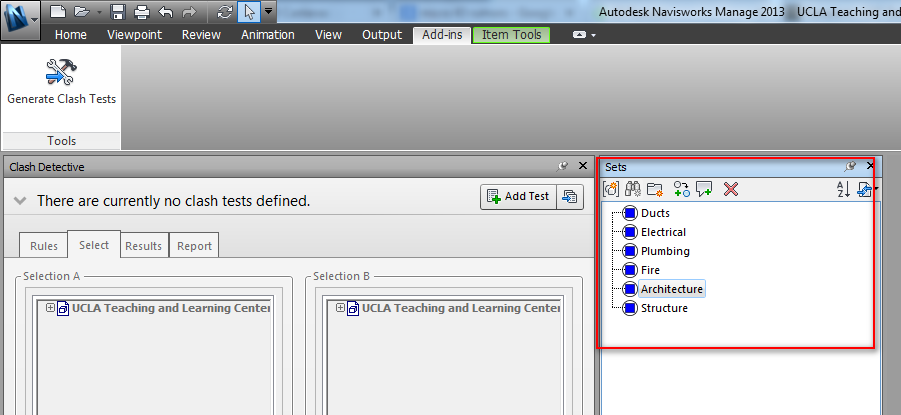 Autodesk Navisworks Manage 2013 UCLA Teaching and
Home Viewpoint Review Animation View Output Add-ins Item Tools
Generate Clash Tests
Tools
Clash Detective
Sets
There are currently no clash tests defined.
Add Test
Rules Select Results Report
Selection A
Selection B
UCLA Teaching and Learning Center
UCLA Teaching and Learning Center
Ducts
Electrical
Plumbing
Fire
Architecture
Structure